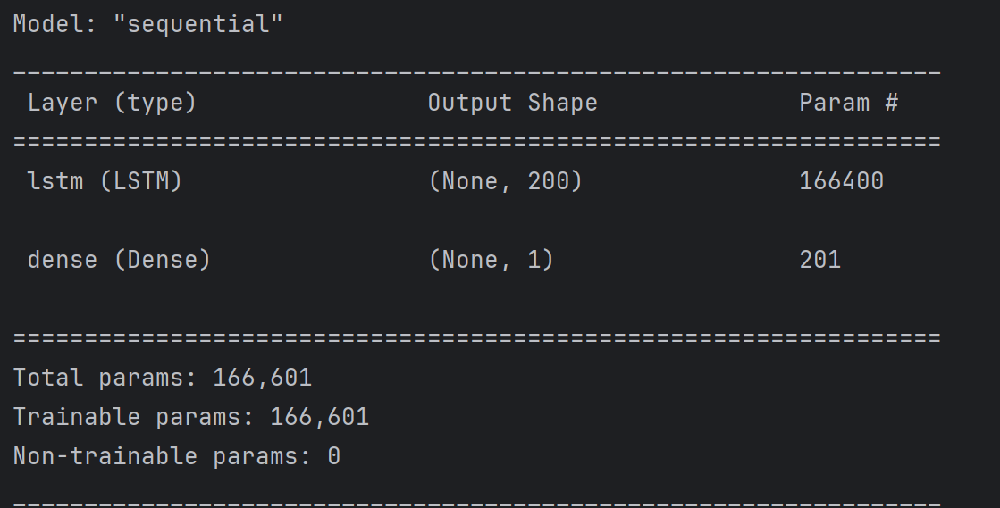 Model: "sequential"
_________________________________________________________________
Layer (type)                Output Shape              Param #
=================================================================
lstm (LSTM)                 (None, 200)               166400
dense (Dense)               (None, 1)                 201
=================================================================
Total params: 166,601
Trainable params: 166,601
Non-trainable params: 0
_________________________________________________________________